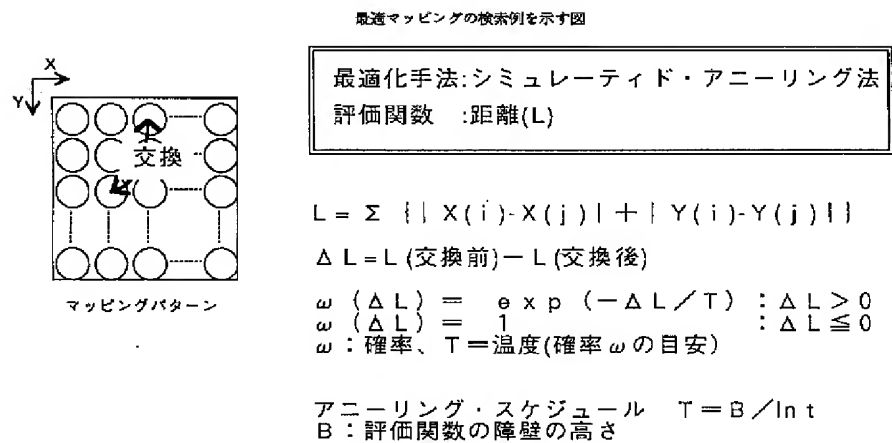 最適マッピングの検索例を示す図
X
Y
交換
マッピングパターン
最適化手法:シミュレーティド・アニーリング法
評価関数 :距離(L)
L = Σ {| X(i)-X(j)|+| Y(i)-Y(j)|}
ΔL=L(交換前)-L(交換後)
ω(ΔL)= exp(-ΔL/T):ΔL>0
ω(ΔL)= 1 :ΔL≦0
ω:確率、T=温度(確率ωの目安)
アニーリング・スケジュール T=B/ln t
B:評価関数の障壁の高さ